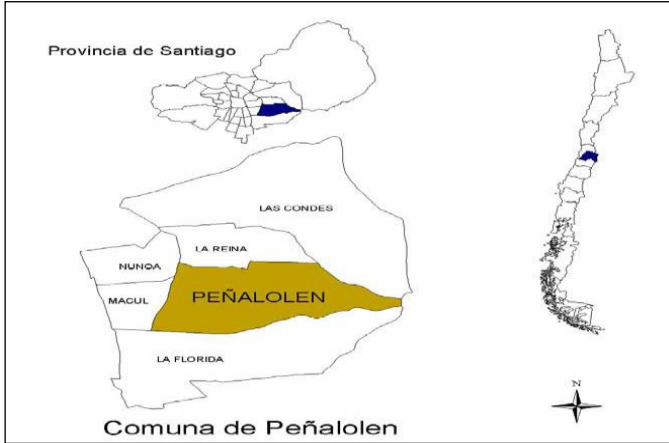 Provincia de Santiago
LAS CONDES
LA REINA
NUNOA
PEÑALOLEN
MACUL
LA FLORIDA
N
Comuna de Peñalolen